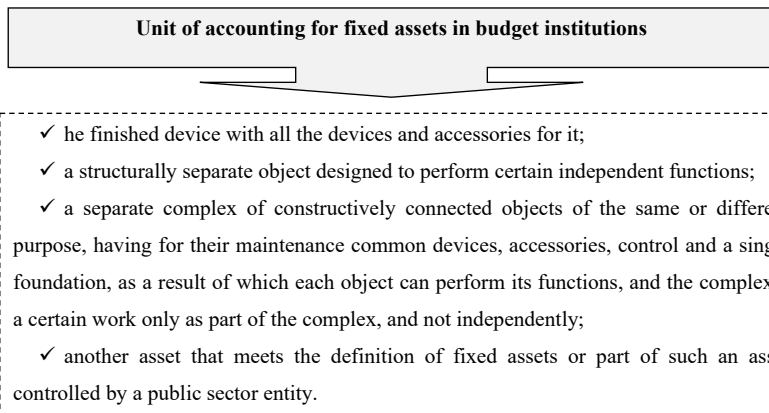 Unit of accounting for fixed assets in budget institutions
✓ he finished device with all the devices and accessories for it;
✓ a structurally separate object designed to perform certain independent functions;
✓ a separate complex of constructively connected objects of the same or differe
purpose, having for their maintenance common devices, accessories, control and a sing
foundation, as a result of which each object can perform its functions, and the complex
a certain work only as part of the complex, and not independently;
✓ another asset that meets the definition of fixed assets or part of such an ass
controlled by a public sector entity.